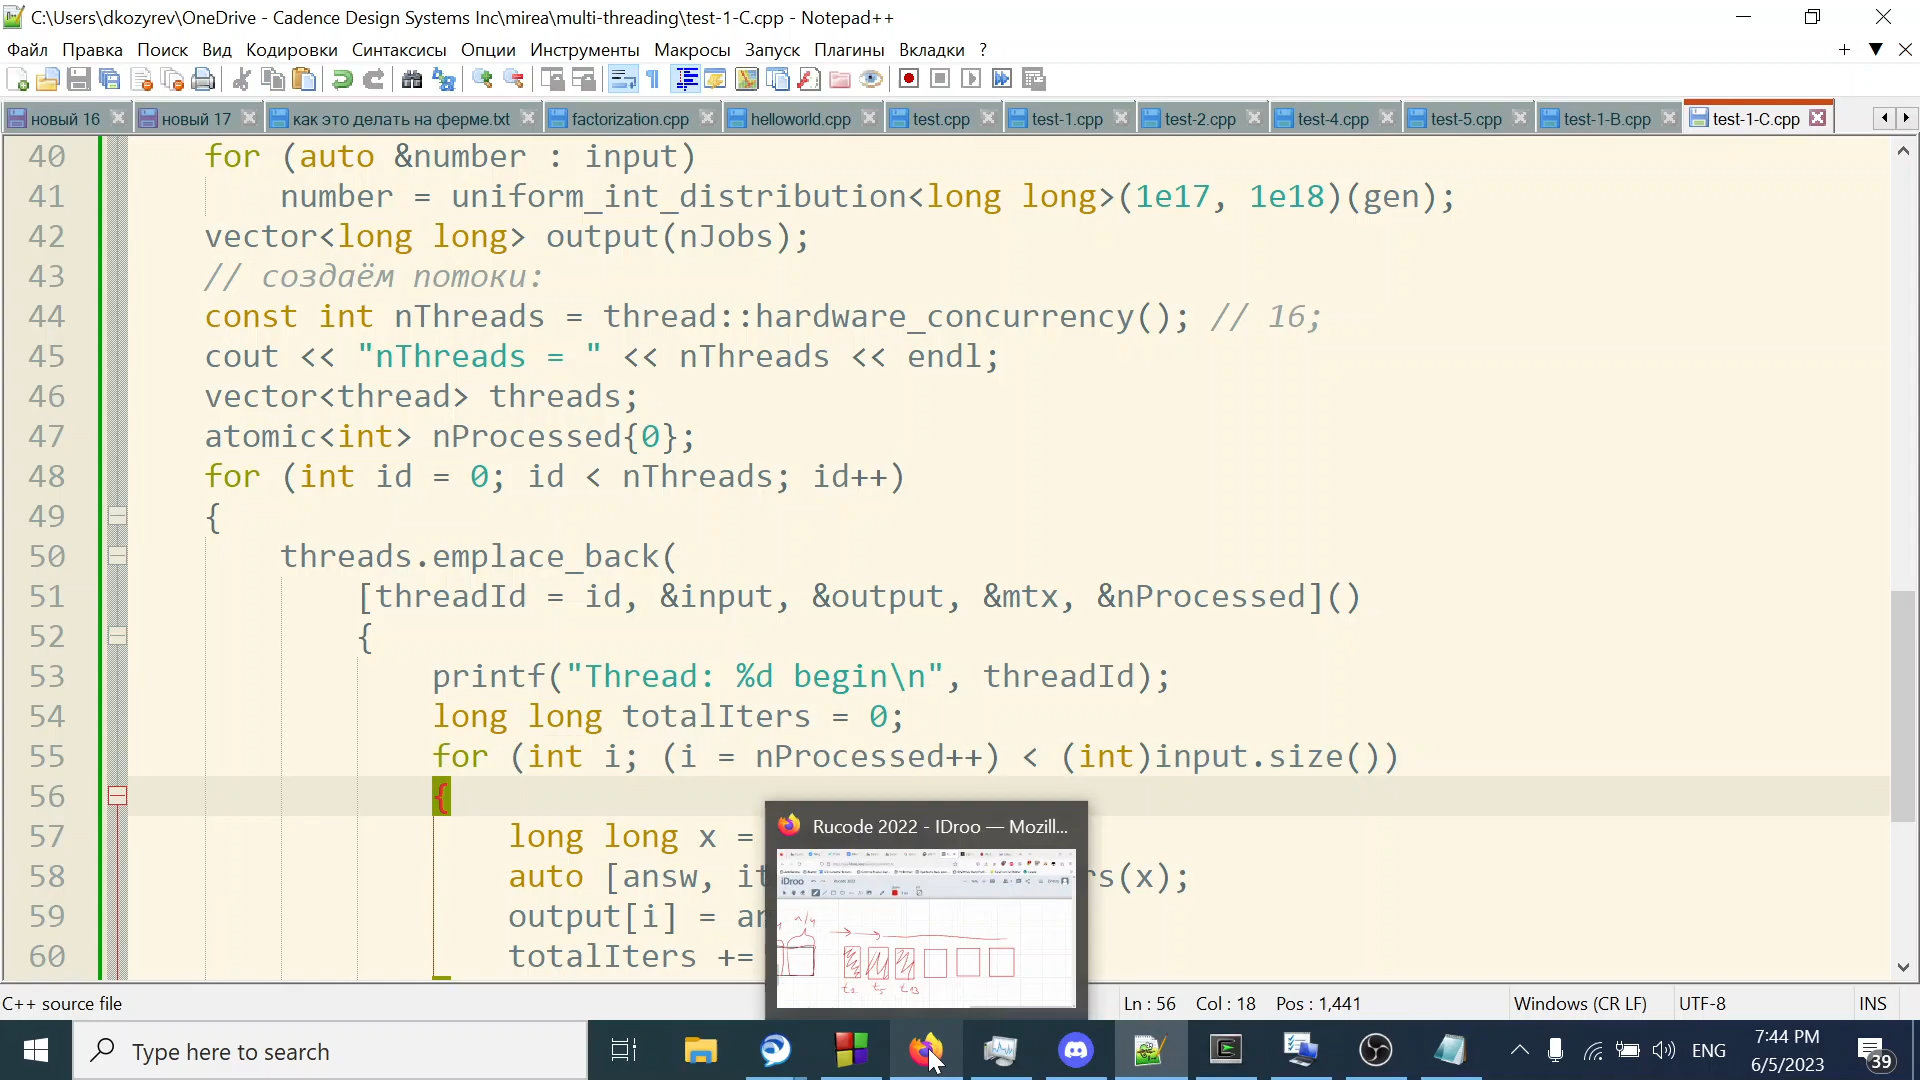 C:\Users\dkozyrev\OneDrive - Cadence Design Systems Inc\mirea\multi-threading\test-1-C.cpp - Notepad++
Файл Правка Поиск Вид Кодировки Синтаксисы Опции Инструменты Макросы Запуск Плагины Вкладки ?
новый 16 новый 17 как это делать на ферме.txt factorization.cpp helloworld.cpp test.cpp test-1.cpp test-2.cpp test-4.cpp test-5.cpp test-1-B.cpp test-1-C.cpp
40 for (auto &number : input)
41 number = uniform_int_distribution<long long>(1e17, 1e18)(gen);
42 vector<long long> output(nJobs);
43 // создаём потоки:
44 const int nThreads = thread::hardware_concurrency(); // 16;
45 cout << "nThreads = " << nThreads << endl;
46 vector<thread> threads;
47 atomic<int> nProcessed{0};
48 for (int id = 0; id < nThreads; id++)
49 {
50 threads.emplace_back(
51 [threadId = id, &input, &output, &mtx, &nProcessed]()
52 {
53 printf("Thread: %d begin\n", threadId);
54 long long totalIters = 0;
55 for (int i; (i = nProcessed++) < (int)input.size())
56 {
57 long long x =
58 auto [answ, it rs(x);
59 output[i] = an
60 totalIters +=
Rucode 2022 - IDroo — Mozill...
IDroo
n/4
C++ source file Ln : 56 Col : 18 Pos : 1,441 Windows (CR LF) UTF-8 INS
Type here to search
ENG
7:44 PM
6/5/2023
39